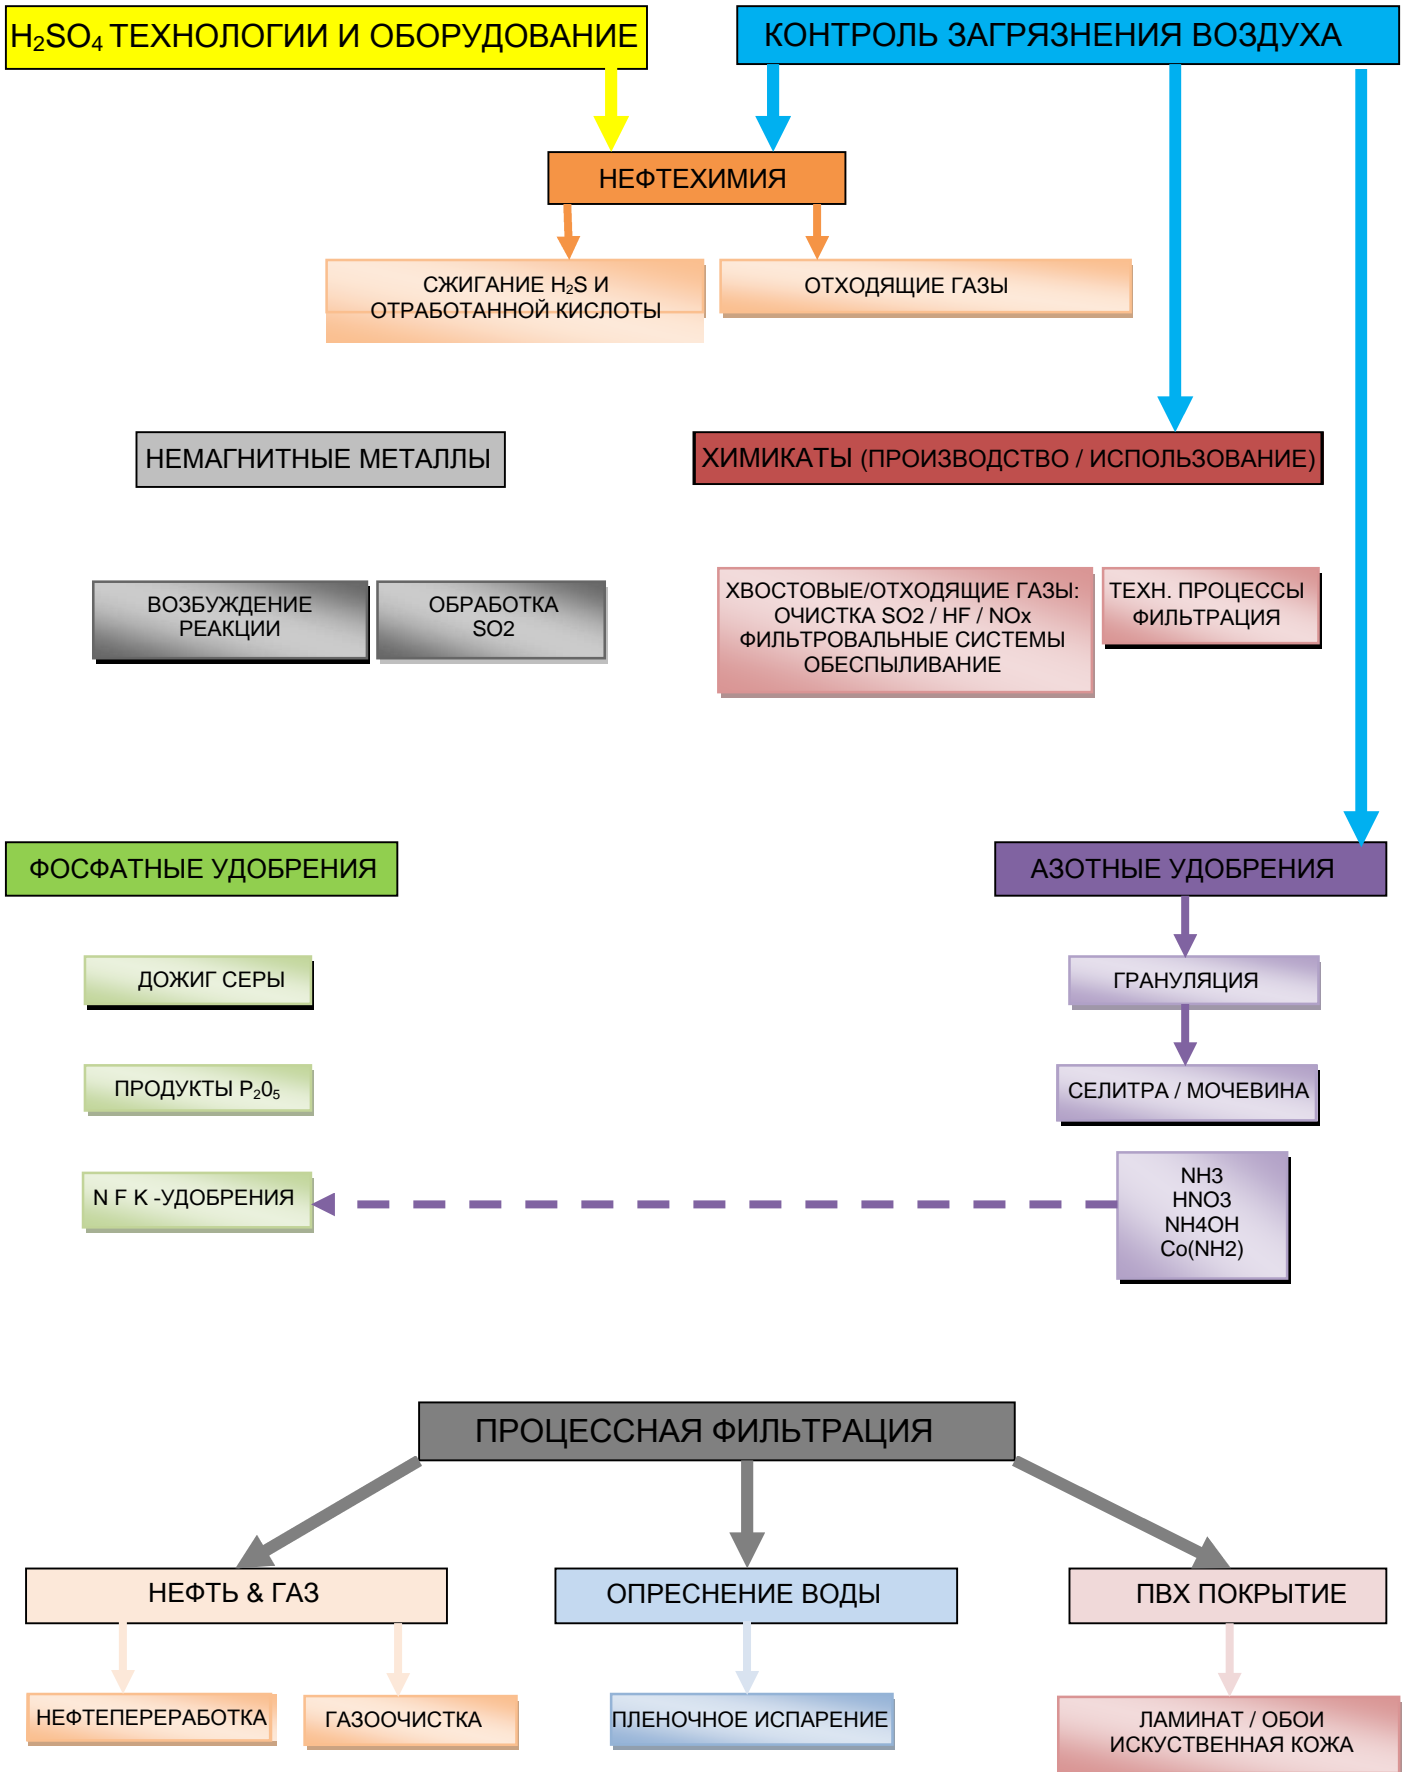 H₂SO₄ ТЕХНОЛОГИИ И ОБОРУДОВАНИЕ
КОНТРОЛЬ ЗАГРЯЗНЕНИЯ ВОЗДУХА
НЕФТЕХИМИЯ
СЖИГАНИЕ H₂S И
ОТРАБОТАННОЙ КИСЛОТЫ
ОТХОДЯЩИЕ ГАЗЫ
НЕМАГНИТНЫЕ МЕТАЛЛЫ
ХИМИКАТЫ (ПРОИЗВОДСТВО / ИСПОЛЬЗОВАНИЕ)
ВОЗБУЖДЕНИЕ
РЕАКЦИИ
ОБРАБОТКА
SO2
ХВОСТОВЫЕ/ОТХОДЯЩИЕ ГАЗЫ:
ОЧИСТКА SO2 / HF / NOx
ФИЛЬТРОВАЛЬНЫЕ СИСТЕМЫ
ОБЕСПЫЛИВАНИЕ
ТЕХН. ПРОЦЕССЫ
ФИЛЬТРАЦИЯ
ФОСФАТНЫЕ УДОБРЕНИЯ
АЗОТНЫЕ УДОБРЕНИЯ
ДОЖИГ СЕРЫ
ГРАНУЛЯЦИЯ
ПРОДУКТЫ P₂0₅
СЕЛИТРА / МОЧЕВИНА
N F K -УДОБРЕНИЯ
NH3
HNO3
NH4OH
Co(NH2)
ПРОЦЕССНАЯ ФИЛЬТРАЦИЯ
НЕФТЬ & ГАЗ
ОПРЕСНЕНИЕ ВОДЫ
ПВХ ПОКРЫТИЕ
НЕФТЕПЕРЕРАБОТКА
ГАЗООЧИСТКА
ПЛЕНОЧНОЕ ИСПАРЕНИЕ
ЛАМИНАТ / ОБОИ
ИСКУСТВЕННАЯ КОЖА